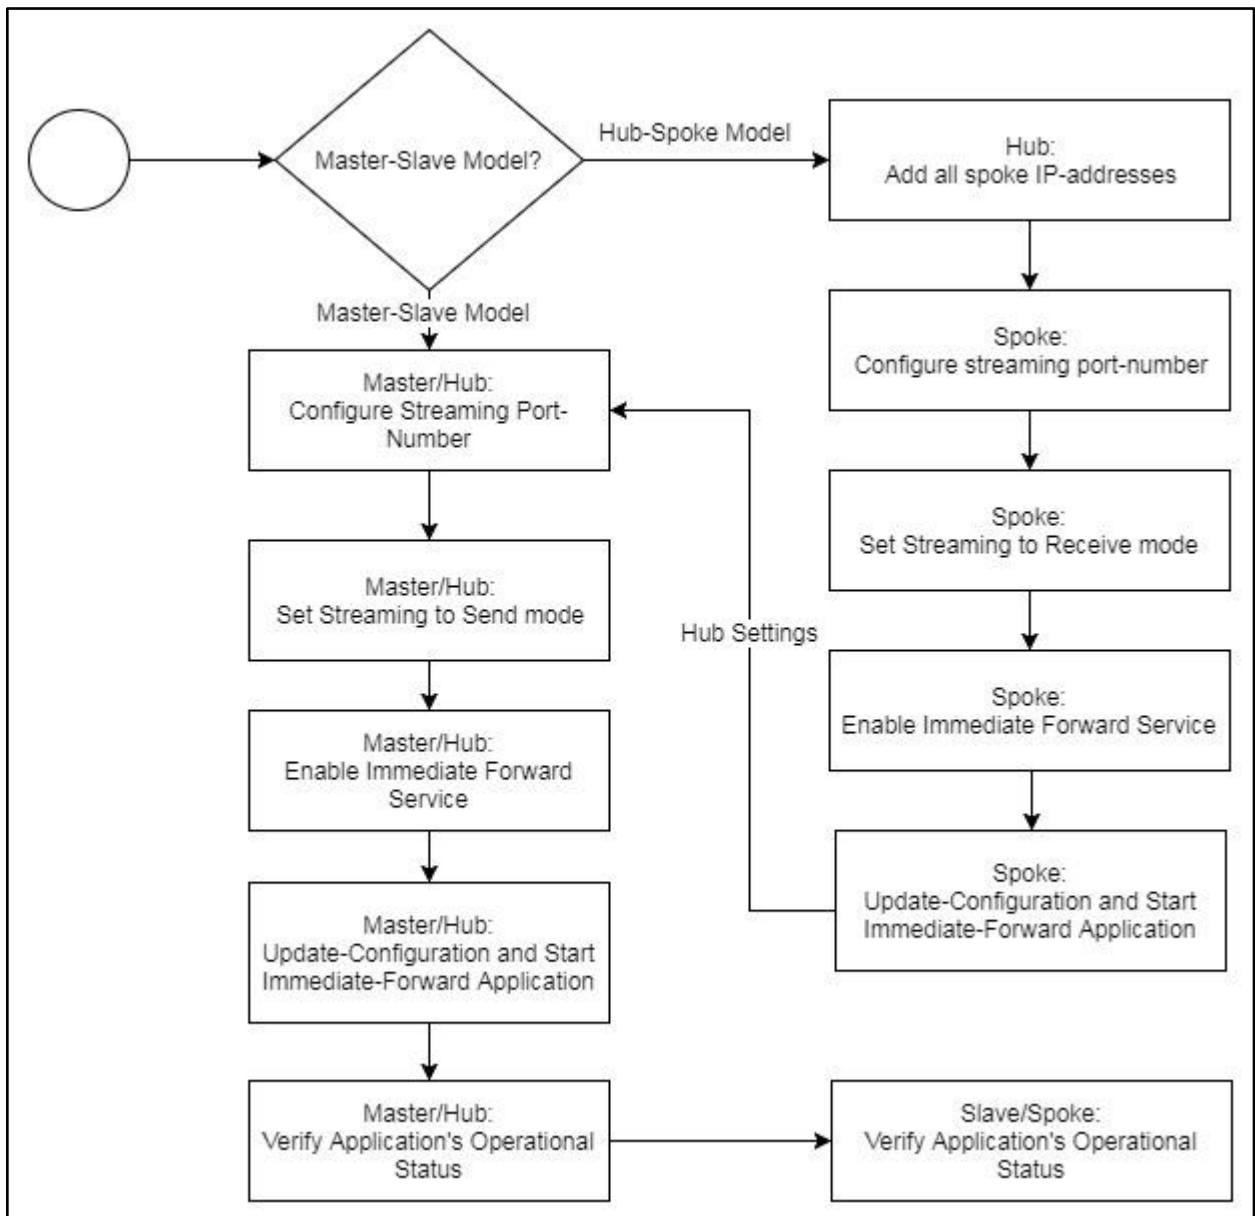 Master-Slave Model?
Hub-Spoke Model
Hub:
Add all spoke IP-addresses
Spoke:
Configure streaming port-number
Spoke:
Set Streaming to Receive mode
Spoke:
Enable Immediate Forward Service
Spoke:
Update-Configuration and Start
Immediate-Forward Application
Hub Settings
Master-Slave Model
Master/Hub:
Configure Streaming Port-
Number
Master/Hub:
Set Streaming to Send mode
Master/Hub:
Enable Immediate Forward
Service
Master/Hub:
Update-Configuration and Start
Immediate-Forward Application
Master/Hub:
Verify Application's Operational
Status
Slave/Spoke:
Verify Application's Operational
Status